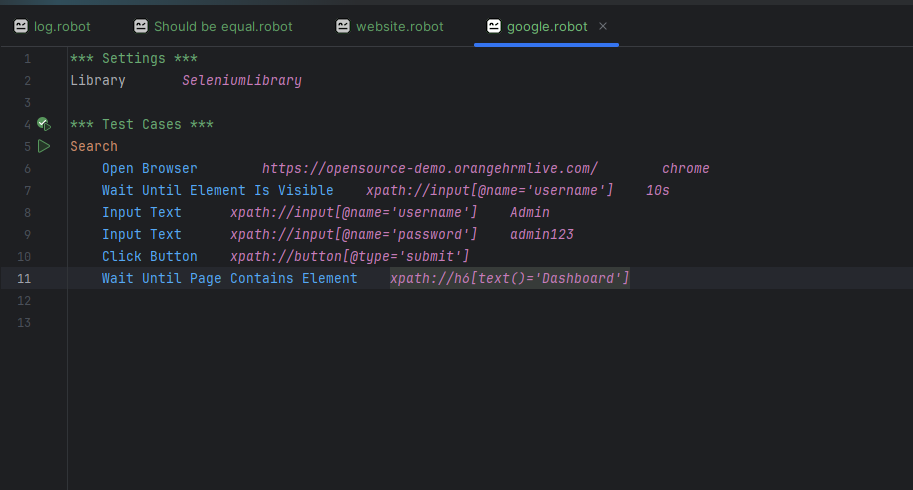 log.robot Should be equal.robot website.robot google.robot ×
1 *** Settings ***
2 Library SeleniumLibrary
3
4 *** Test Cases ***
5 Search
6 Open Browser https://opensource-demo.orangehrmlive.com/ chrome
7 Wait Until Element Is Visible xpath://input[@name='username'] 10s
8 Input Text xpath://input[@name='username'] Admin
9 Input Text xpath://input[@name='password'] admin123
10 Click Button xpath://button[@type='submit']
11 Wait Until Page Contains Element xpath://h6[text()='Dashboard']
12
13